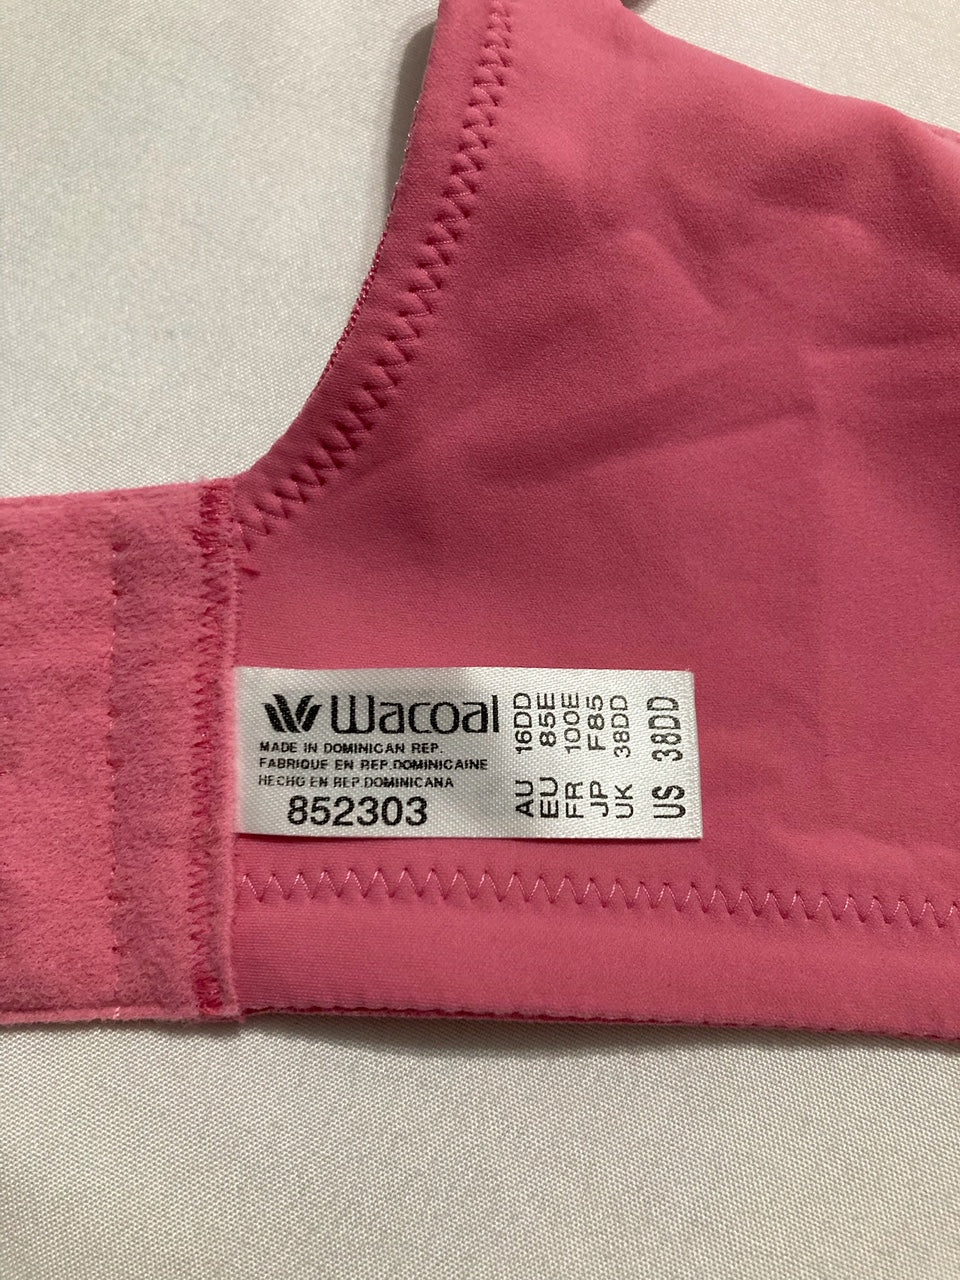 Wacoal
MADE IN DOMINICAN REP.
FABRIQUE EN REP.DOMINICAINE
HECHO EN REP.DOMINICANA
852303
AU 16DD
EU 85E
FR 100E
JP F85
UK 38DD
US 38DD